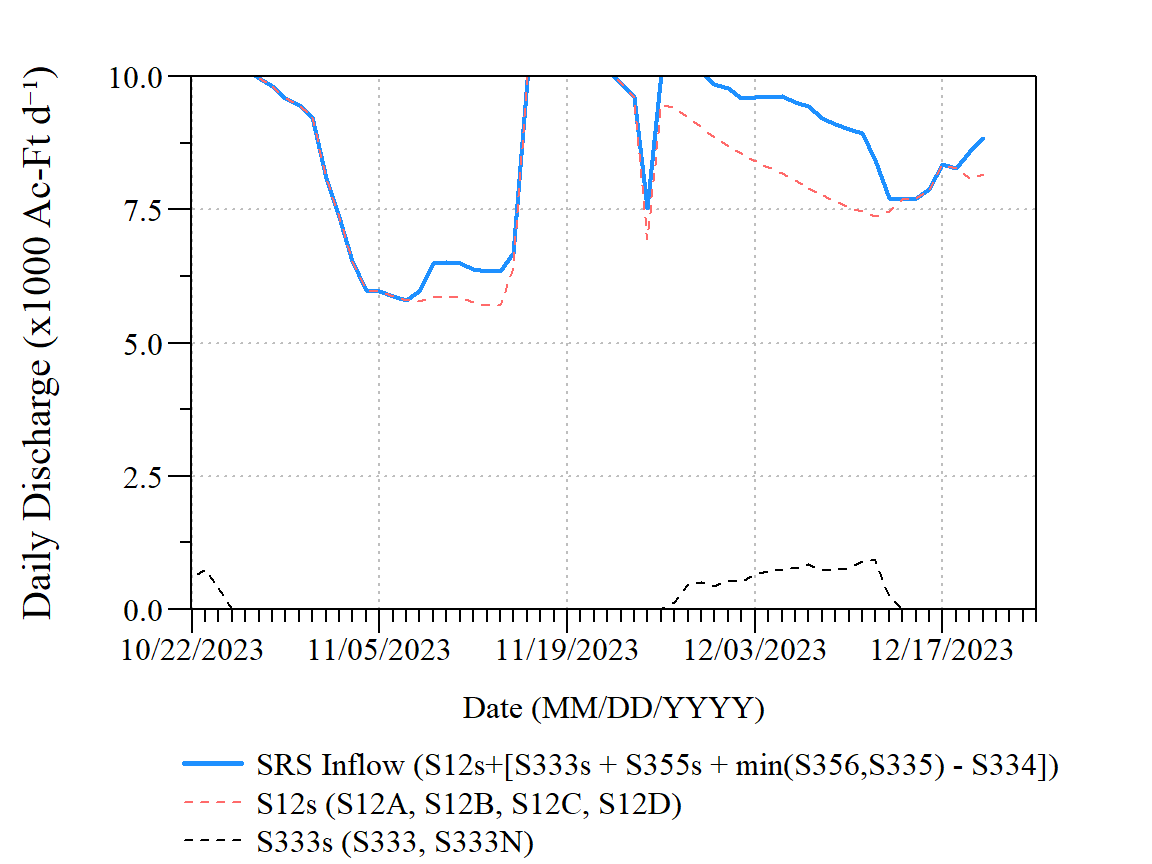 Daily Discharge (x1000 Ac-Ft d⁻¹)
10.0
7.5
5.0
2.5
0.0
10/22/2023 11/05/2023 11/19/2023 12/03/2023 12/17/2023
Date (MM/DD/YYYY)
SRS Inflow (S12s+[S333s + S355s + min(S356,S335) - S334])
S12s (S12A, S12B, S12C, S12D)
S333s (S333, S333N)